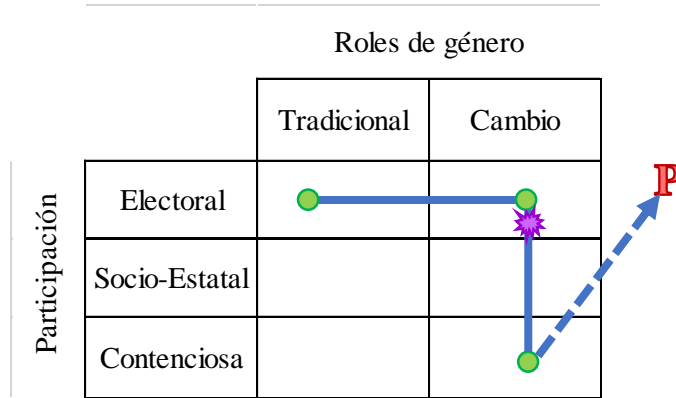 Roles de género
Tradicional Cambio
Participación
Electoral
Socio-Estatal
Contenciosa
P